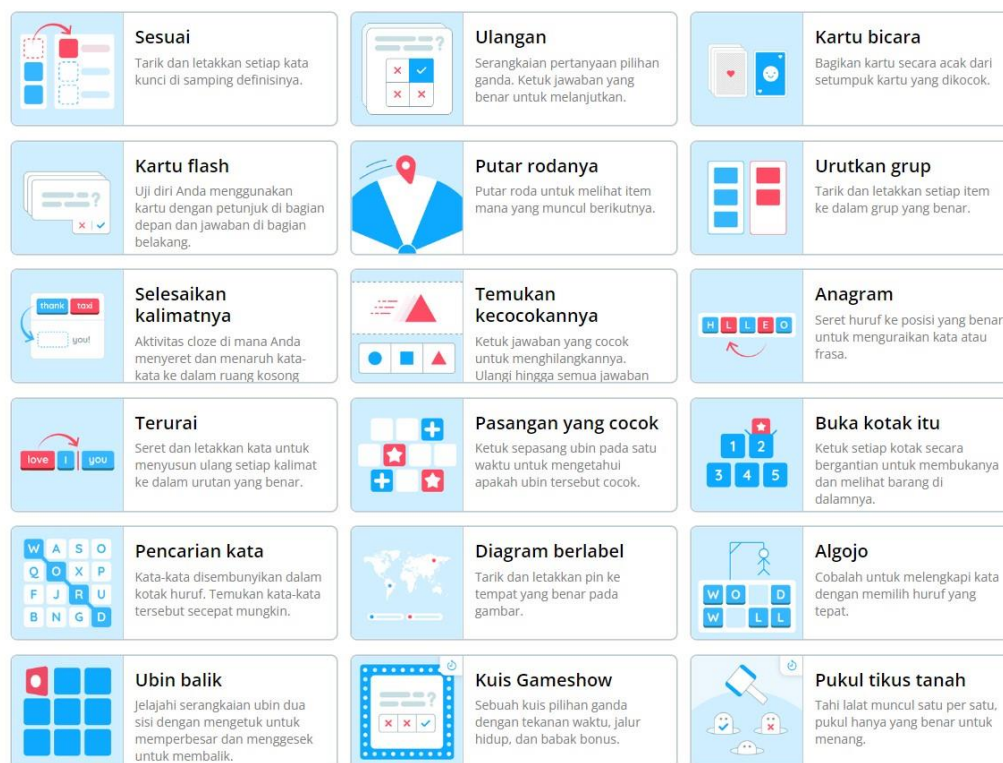 Sesuai
Tarik dan letakkan setiap kata
kunci di samping definisinya.
Ulangan
Serangkaian pertanyaan pilihan
ganda. Ketuk jawaban yang
benar untuk melanjutkan.
Kartu bicara
Bagikan kartu secara acak dari
setumpuk kartu yang dikocok.
Kartu flash
Uji diri Anda menggunakan
kartu dengan petunjuk di bagian
depan dan jawaban di bagian
belakang.
Putar rodanya
Putar roda untuk melihat item
mana yang muncul berikutnya.
Urutkan grup
Tarik dan letakkan setiap item
ke dalam grup yang benar.
thank taxi
you!
Selesaikan
kalimatnya
Aktivitas cloze di mana Anda
menyeret dan menaruh kata-
kata ke dalam ruang kosong
Temukan
kecocokannya
Ketuk jawaban yang cocok
untuk menghilangkannya.
Ulangi hingga semua jawaban
H L L E O
Anagram
Seret huruf ke posisi yang benar
untuk menguraikan kata atau
frasa.
love I you
Terurai
Seret dan letakkan kata untuk
menyusun ulang setiap kalimat
ke dalam urutan yang benar.
Pasangan yang cocok
Ketuk sepasang ubin pada satu
waktu untuk mengetahui
apakah ubin tersebut cocok.
1 2
3 4 5
Buka kotak itu
Ketuk setiap kotak secara
bergantian untuk membukanya
dan melihat barang di
dalamnya.
W A S O
Q O X P
F J R U
B N G D
Pencarian kata
Kata-kata disembunyikan dalam
kotak huruf. Temukan kata-kata
tersebut secepat mungkin.
Diagram berlabel
Tarik dan letakkan pin ke
tempat yang benar pada
gambar.
W O D
W L L
Algojo
Cobalah untuk melengkapi kata
dengan memilih huruf yang
tepat.
Ubin balik
Jelajahi serangkaian ubin dua
sisi dengan mengetuk untuk
memperbesar dan menggesek
untuk membalik.
Kuis Gameshow
Sebuah kuis pilihan ganda
dengan tekanan waktu, jalur
hidup, dan babak bonus.
Pukul tikus tanah
Tahi lalat muncul satu per satu,
pukul hanya yang benar untuk
menang.